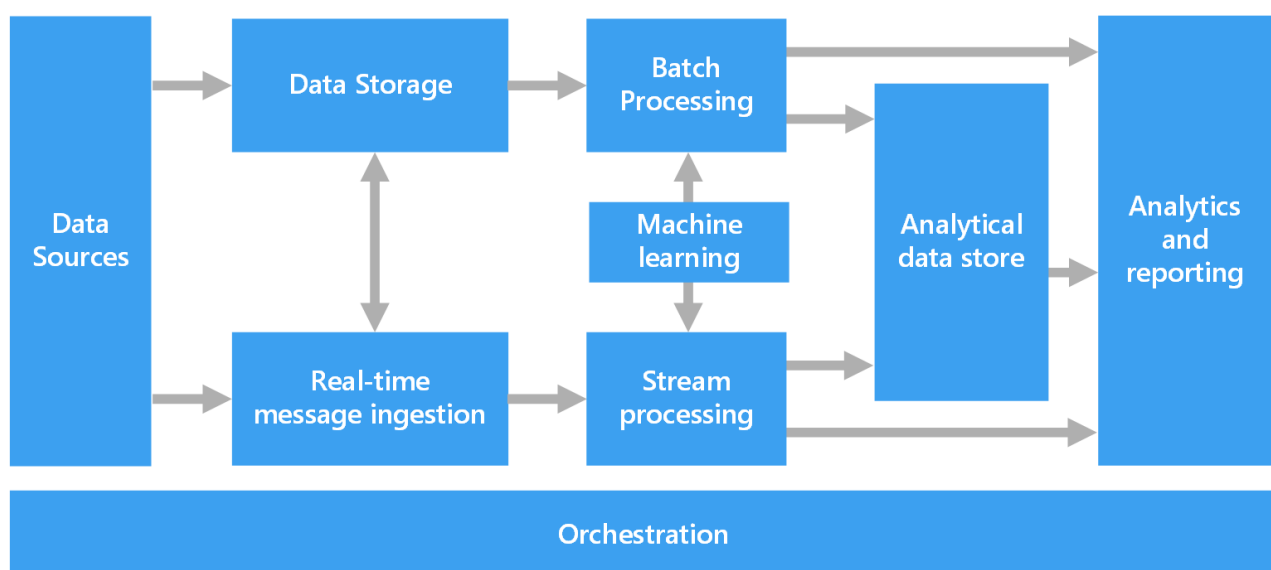 Data
Sources
Data Storage
Real-time
message ingestion
Batch
Processing
Machine
learning
Stream
processing
Analytical
data store
Analytics
and
reporting
Orchestration